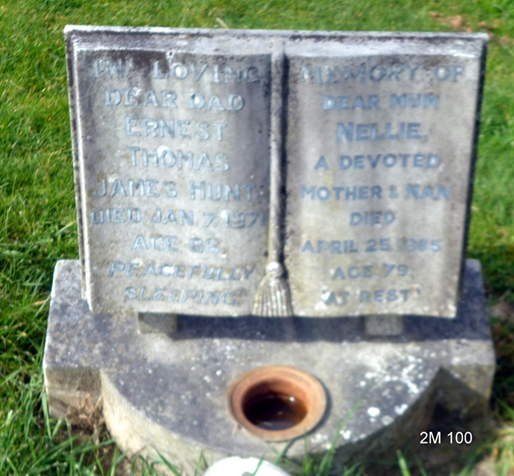 IN LOVING
DEAR DAD
ERNEST
THOMAS
JAMES HUNT
DIED JAN. 7, 1971
AGE 68,
"PEACEFULLY
SLEEPING."
MEMORY OF
DEAR MUM
NELLIE,
A DEVOTED
MOTHER & NAN
DIED
APRIL 25, 1985
AGE 79,
"AT REST"
2M 100